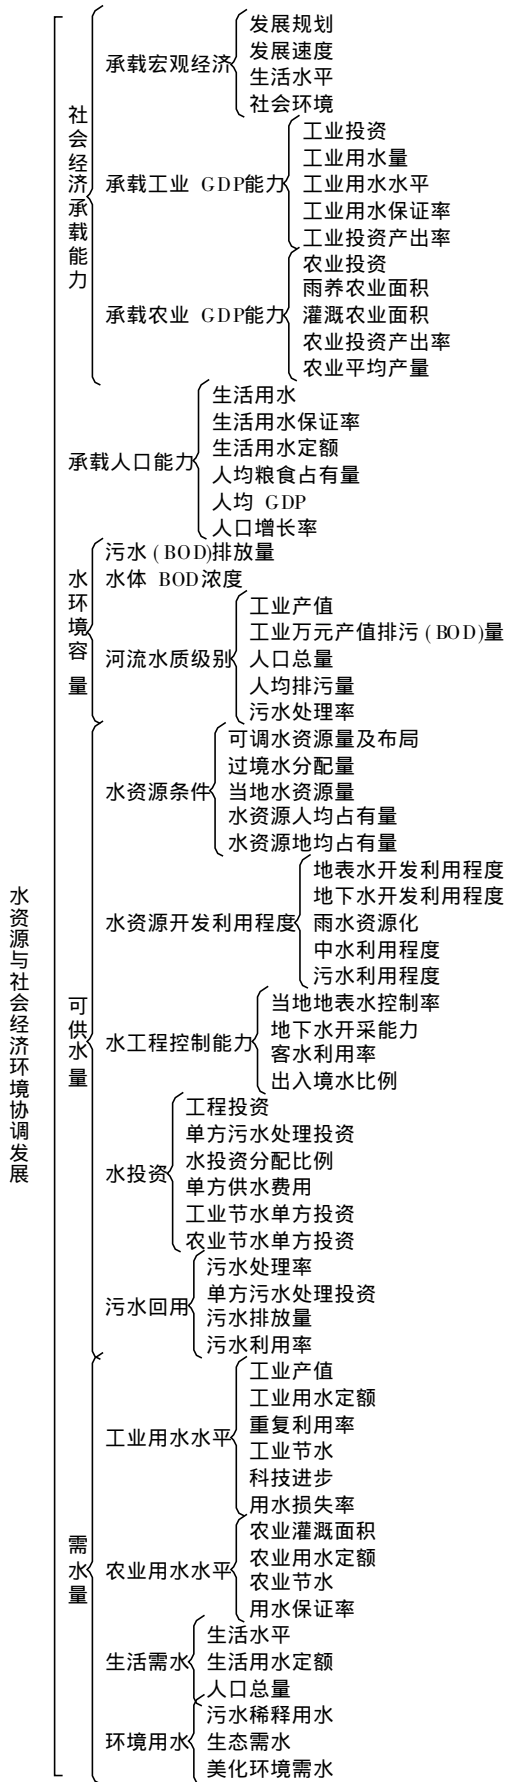 水资源与社会经济环境协调发展
社会经济承载能力
承载宏观经济
发展规划
发展速度
生活水平
社会环境
承载工业 GDP能力
工业投资
工业用水量
工业用水水平
工业用水保证率
工业投资产出率
承载农业 GDP能力
农业投资
雨养农业面积
灌溉农业面积
农业投资产出率
农业平均产量
承载人口能力
生活用水
生活用水保证率
生活用水定额
人均粮食占有量
人均 GDP
人口增长率
水环境容量
污水(BOD)排放量
水体 BOD浓度
河流水质级别
工业产值
工业万元产值排污(BOD)量
人口总量
人均排污量
污水处理率
可供水量
水资源条件
可调水资源量及布局
过境水分配量
当地水资源量
水资源人均占有量
水资源地均占有量
水资源开发利用程度
地表水开发利用程度
地下水开发利用程度
雨水资源化
中水利用程度
污水利用程度
水工程控制能力
当地地表水控制率
地下水开采能力
客水利用率
出入境水比例
水投资
工程投资
单方污水处理投资
水投资分配比例
单方供水费用
工业节水单方投资
农业节水单方投资
污水回用
污水处理率
单方污水处理投资
污水排放量
污水利用率
需水量
工业用水水平
工业产值
工业用水定额
重复利用率
工业节水
科技进步
用水损失率
农业用水水平
农业灌溉面积
农业用水定额
农业节水
用水保证率
生活需水
生活水平
生活用水定额
人口总量
环境用水
污水稀释用水
生态需水
美化环境需水